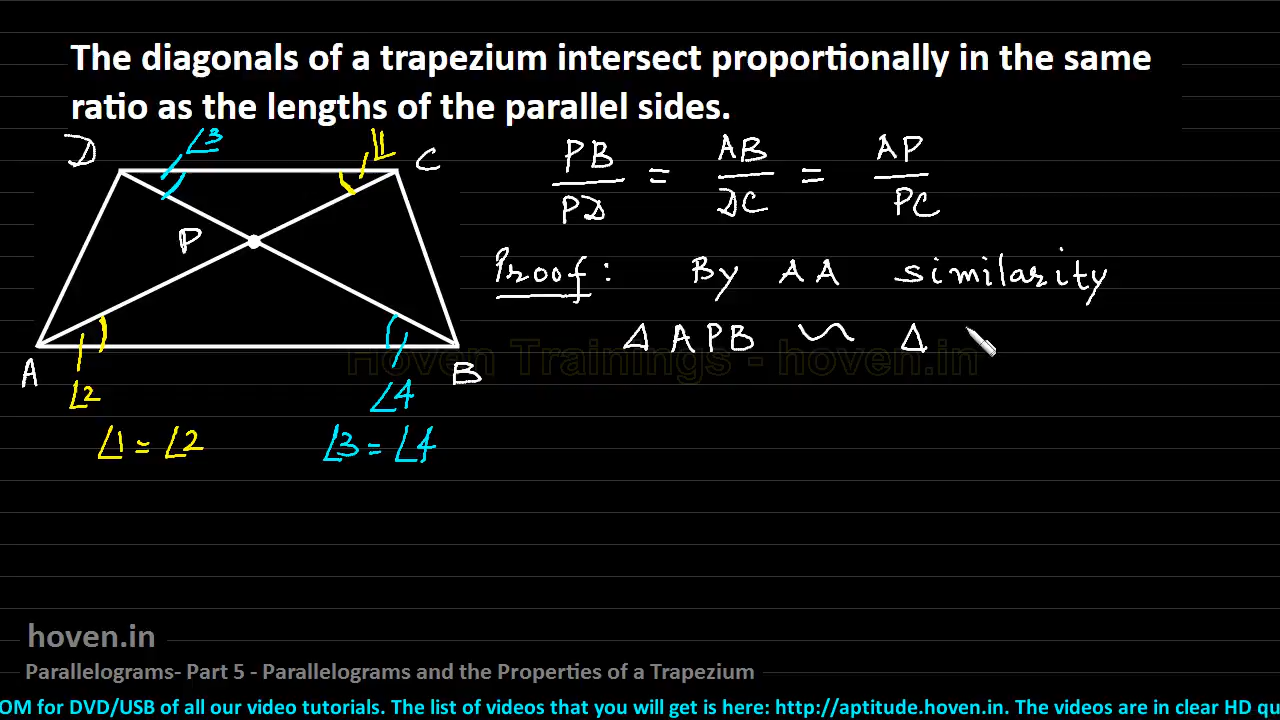 The diagonals of a trapezium intersect proportionally in the same
ratio as the lengths of the parallel sides.
D ∠3 ∠1 C
PB/PD = AB/DC = AP/PC
P
Proof: By AA similarity
△APB ∽ △
Hoven Trainings - hoven.in
A ∠2 ∠4 B
∠1 = ∠2 ∠3 = ∠4
hoven.in
Parallelograms- Part 5 - Parallelograms and the Properties of a Trapezium
OM for DVD/USB of all our video tutorials. The list of videos that you will get is here: http://aptitude.hoven.in. The videos are in clear HD qu